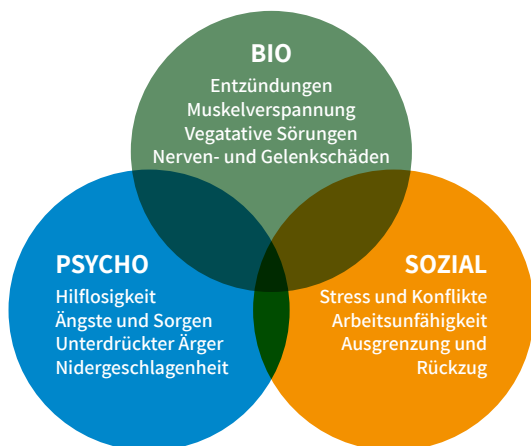 BIO
Entzündungen
Muskelverspannung
Vegatative Sörungen
Nerven- und Gelenkschäden
PSYCHO
Hilflosigkeit
Ängste und Sorgen
Unterdrückter Ärger
Nidergeschlagenheit
SOZIAL
Stress und Konflikte
Arbeitsunfähigkeit
Ausgrenzung und
Rückzug